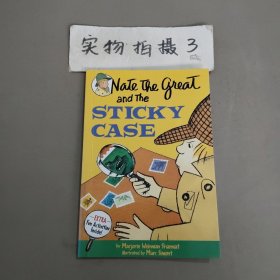 实物拍摄3
Nate the Great
and the
STICKY
CASE
EXTRA
Fun Activities
Inside!
by Marjorie Weinman Sharmat
illustrated by Marc Simont